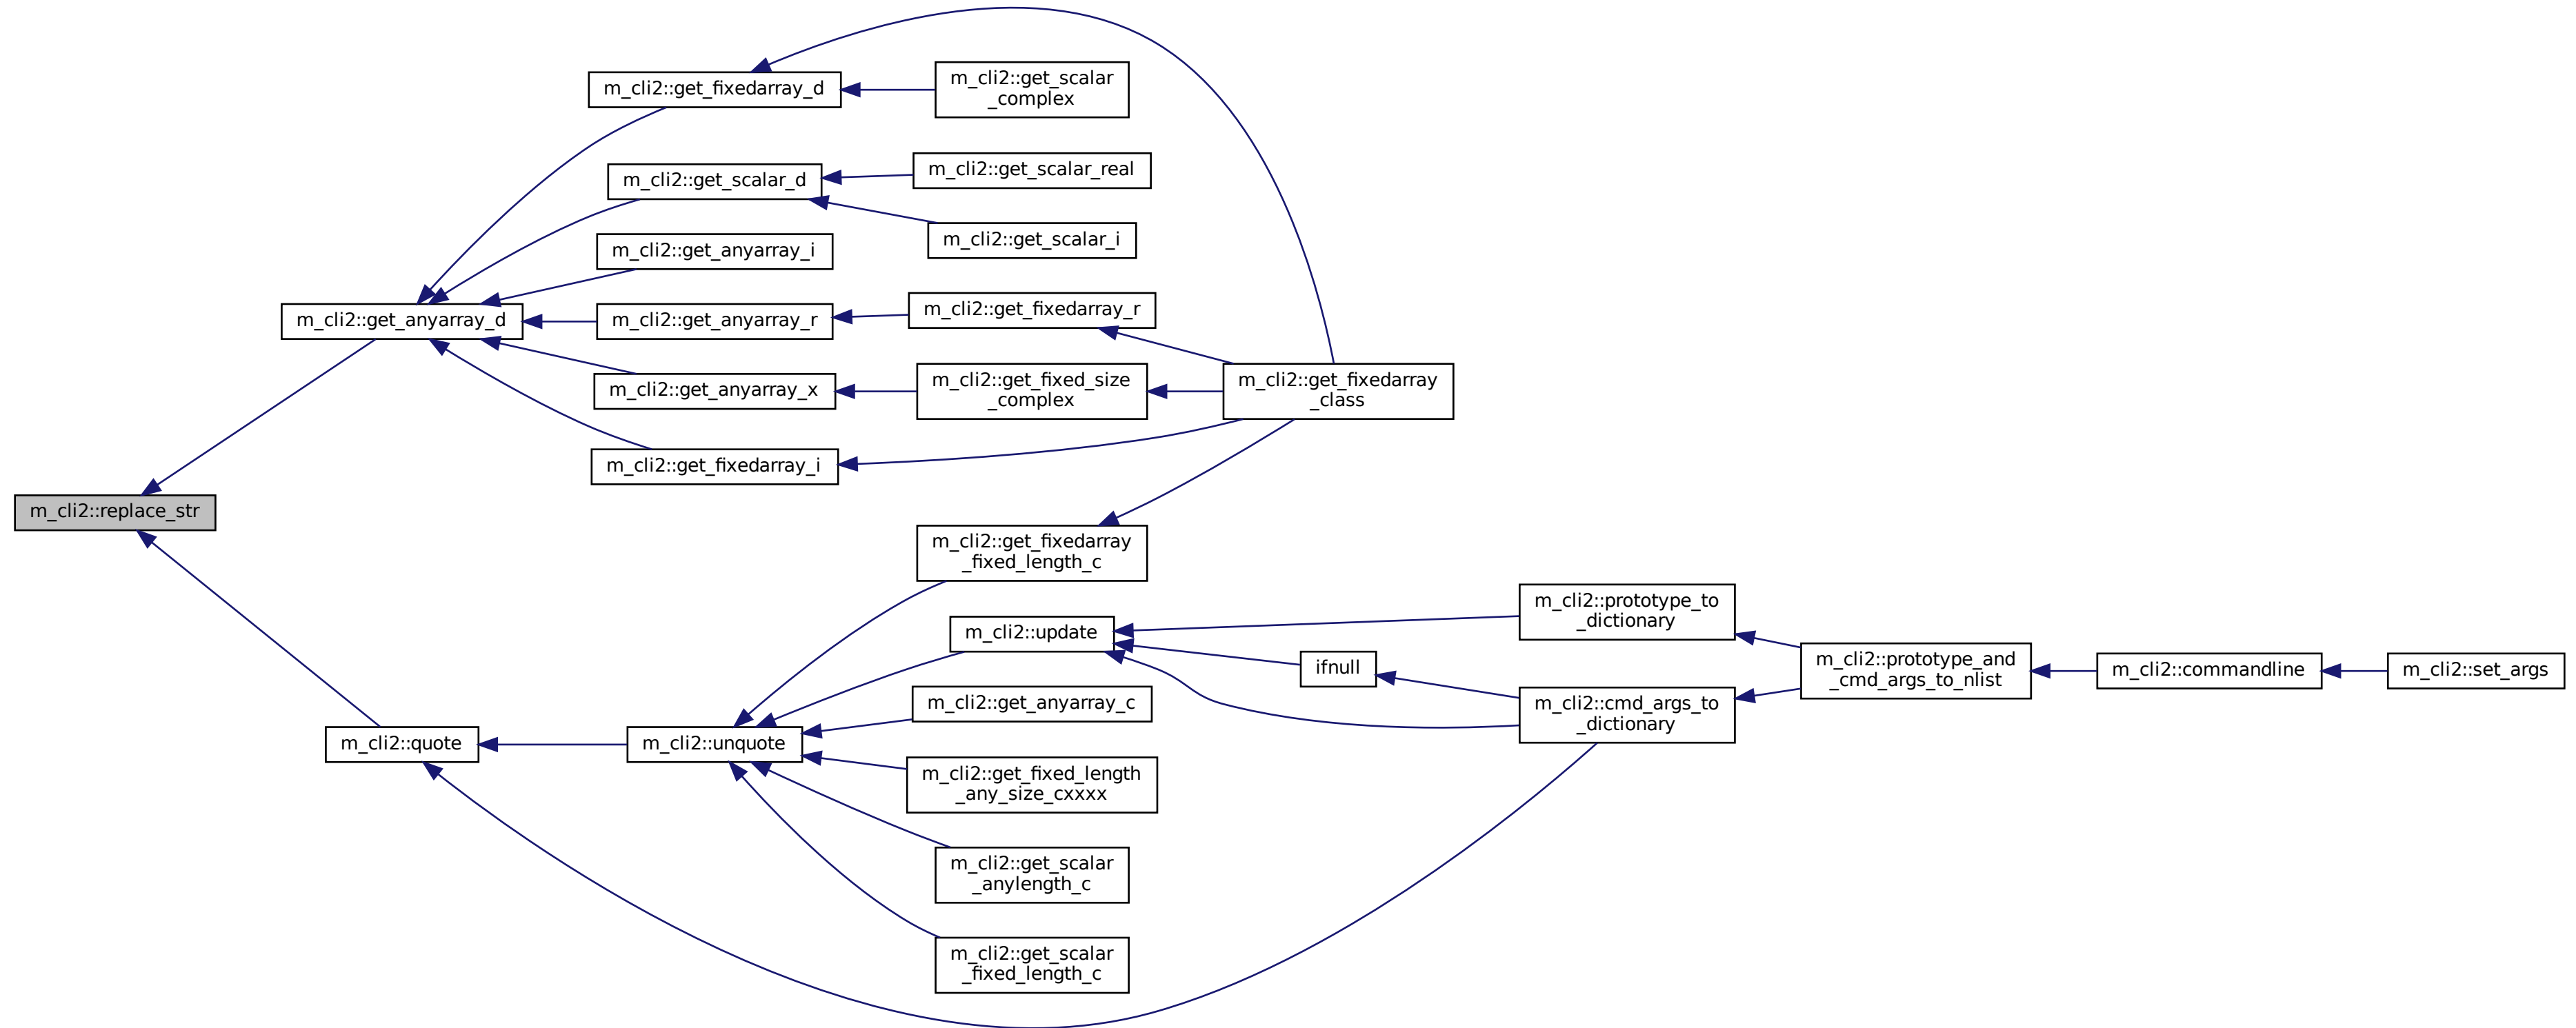 m_cli2::get_fixedarray_d
m_cli2::get_scalar
_complex
m_cli2::get_scalar_d
m_cli2::get_scalar_real
m_cli2::get_scalar_i
m_cli2::get_anyarray_i
m_cli2::get_anyarray_d
m_cli2::get_anyarray_r
m_cli2::get_fixedarray_r
m_cli2::get_anyarray_x
m_cli2::get_fixed_size
_complex
m_cli2::get_fixedarray
_class
m_cli2::get_fixedarray_i
m_cli2::replace_str
m_cli2::get_fixedarray
_fixed_length_c
m_cli2::update
m_cli2::prototype_to
_dictionary
ifnull
m_cli2::prototype_and
_cmd_args_to_nlist
m_cli2::commandline
m_cli2::set_args
m_cli2::get_anyarray_c
m_cli2::cmd_args_to
_dictionary
m_cli2::quote
m_cli2::unquote
m_cli2::get_fixed_length
_any_size_cxxxx
m_cli2::get_scalar
_anylength_c
m_cli2::get_scalar
_fixed_length_c